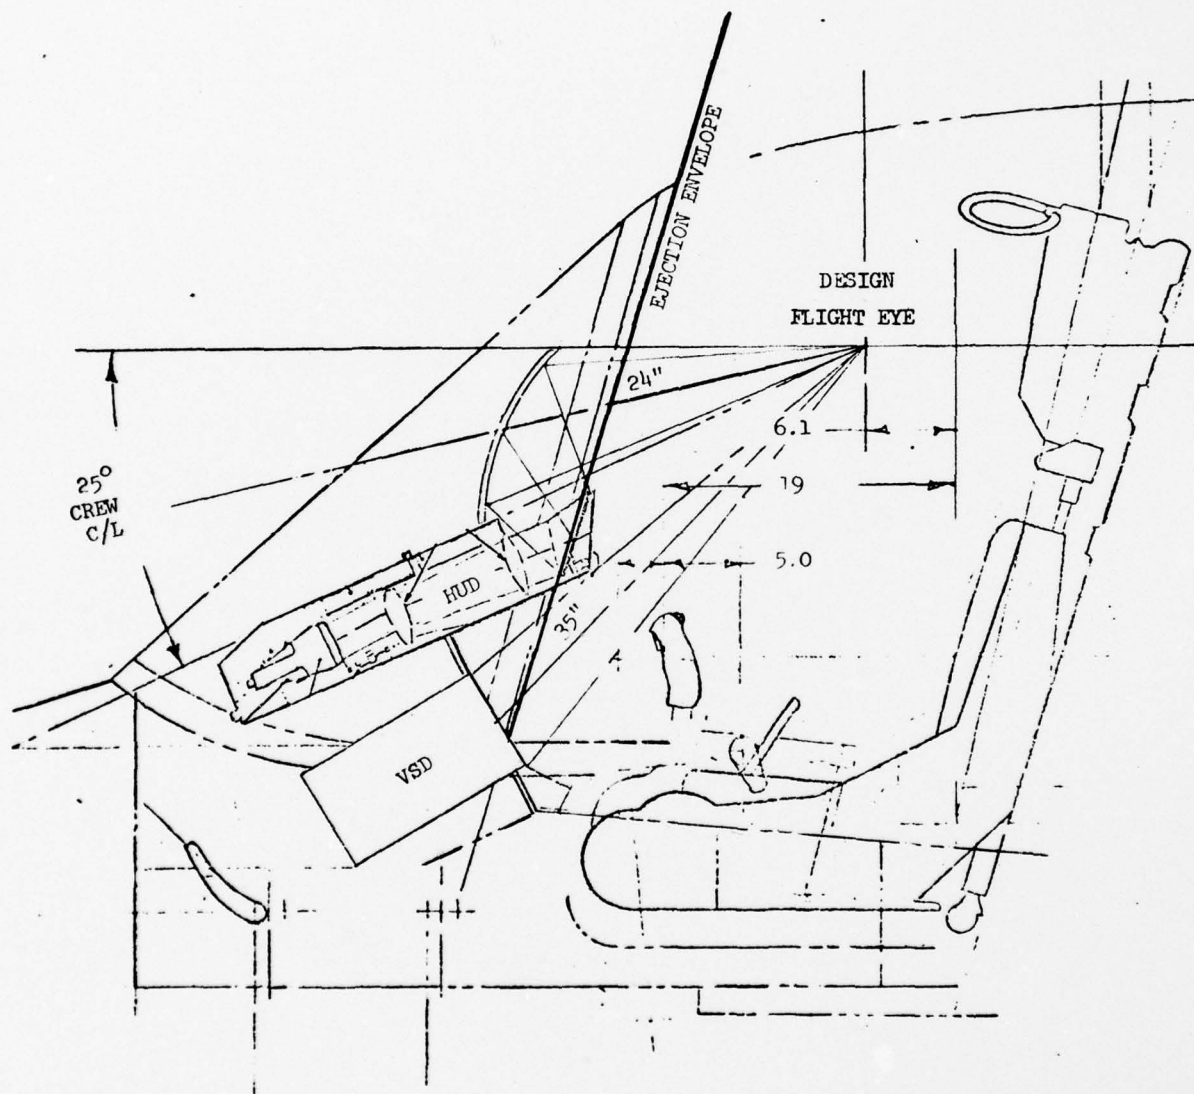 EJECTION ENVELOPE
DESIGN
FLIGHT EYE
24"
6.1
25°
CREW
C/L
19
HUD
5.0
35"
VSD